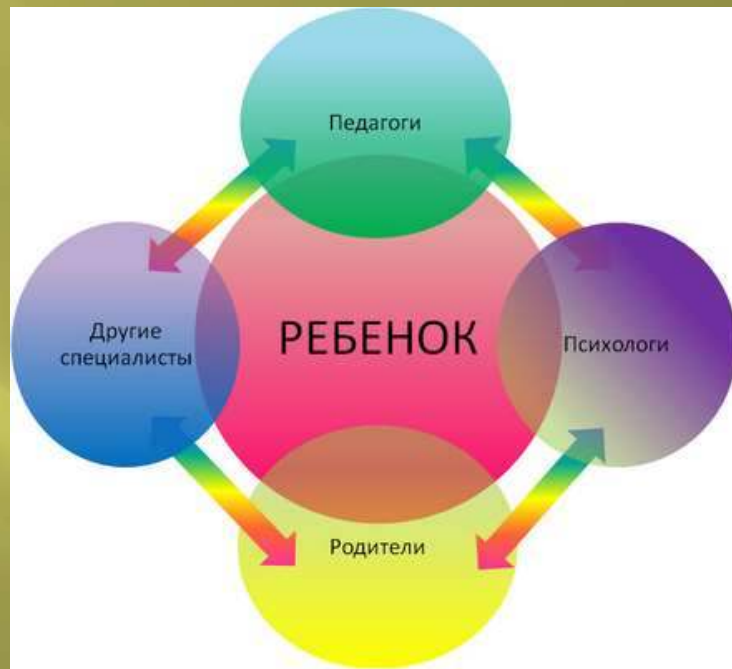 Педагоги
Другие
специалисты
РЕБЕНОК
Психологи
Родители